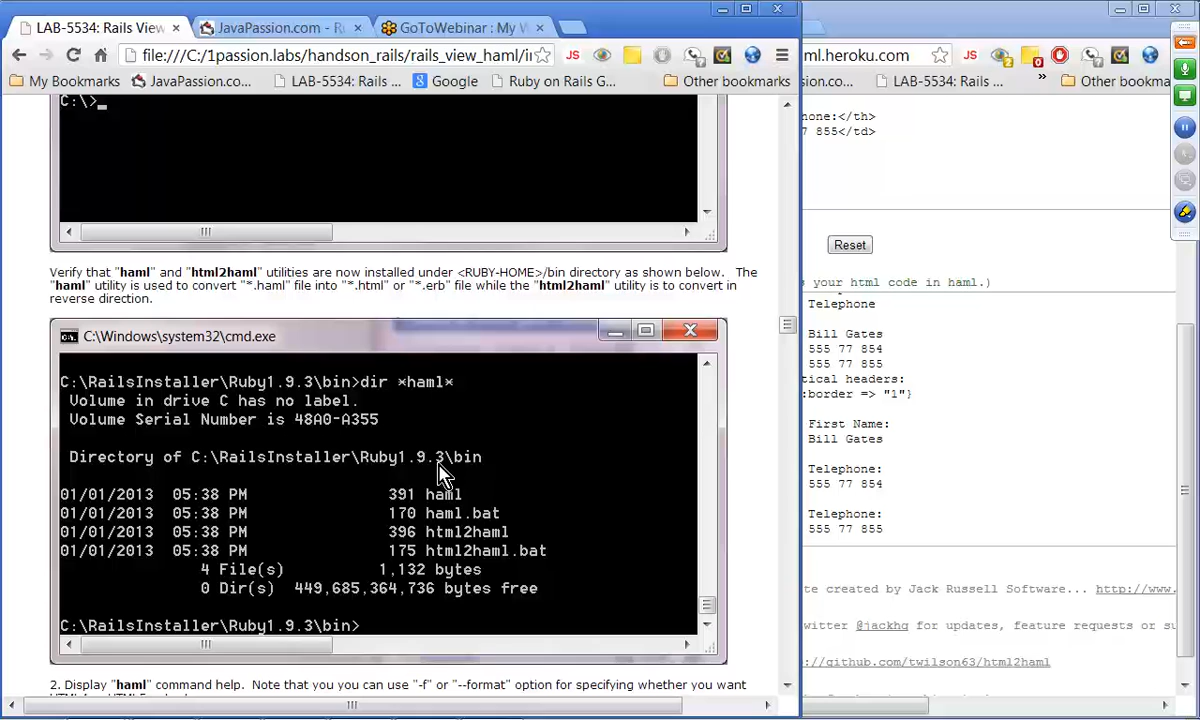 LAB-5534: Rails View
JavaPassion.com - Ru
GoToWebinar : My W
file:///C:/1passion.labs/handson_rails/rails_view_haml/i
JS
My Bookmarks
JavaPassion.co...
LAB-5534: Rails ...
Google
Ruby on Rails G...
Other bookmarks
C:\>
Verify that "haml" and "html2haml" utilities are now installed under <RUBY-HOME>/bin directory as shown below. The
"haml" utility is used to convert "*.haml" file into "*.html" or "*.erb" file while the "html2haml" utility is to convert in
reverse direction.
C:\Windows\system32\cmd.exe
C:\RailsInstaller\Ruby1.9.3\bin>dir *haml*
Volume in drive C has no label.
Volume Serial Number is 48A0-A355
Directory of C:\RailsInstaller\Ruby1.9.3\bin
01/01/2013 05:38 PM 391 haml
01/01/2013 05:38 PM 170 haml.bat
01/01/2013 05:38 PM 396 html2haml
01/01/2013 05:38 PM 175 html2haml.bat
4 File(s) 1,132 bytes
0 Dir(s) 449,685,364,736 bytes free
C:\RailsInstaller\Ruby1.9.3\bin>
2. Display "haml" command help. Note that you you can use "-f" or "--format" option for specifying whether you want
ml.heroku.com
JS
2
0
on.co...
LAB-5534: Rails ...
»
Other bookma
hone:</th>
7 855</td>
Reset
s your html code in haml.)
Telephone
Bill Gates
555 77 854
555 77 855
tical headers:
:border => "1"}
First Name:
Bill Gates
Telephone:
555 77 854
Telephone:
555 77 855
te created by Jack Russell Software... http://www.
witter @jackhq for updates, feature requests or su
://github.com/twilson63/html2haml